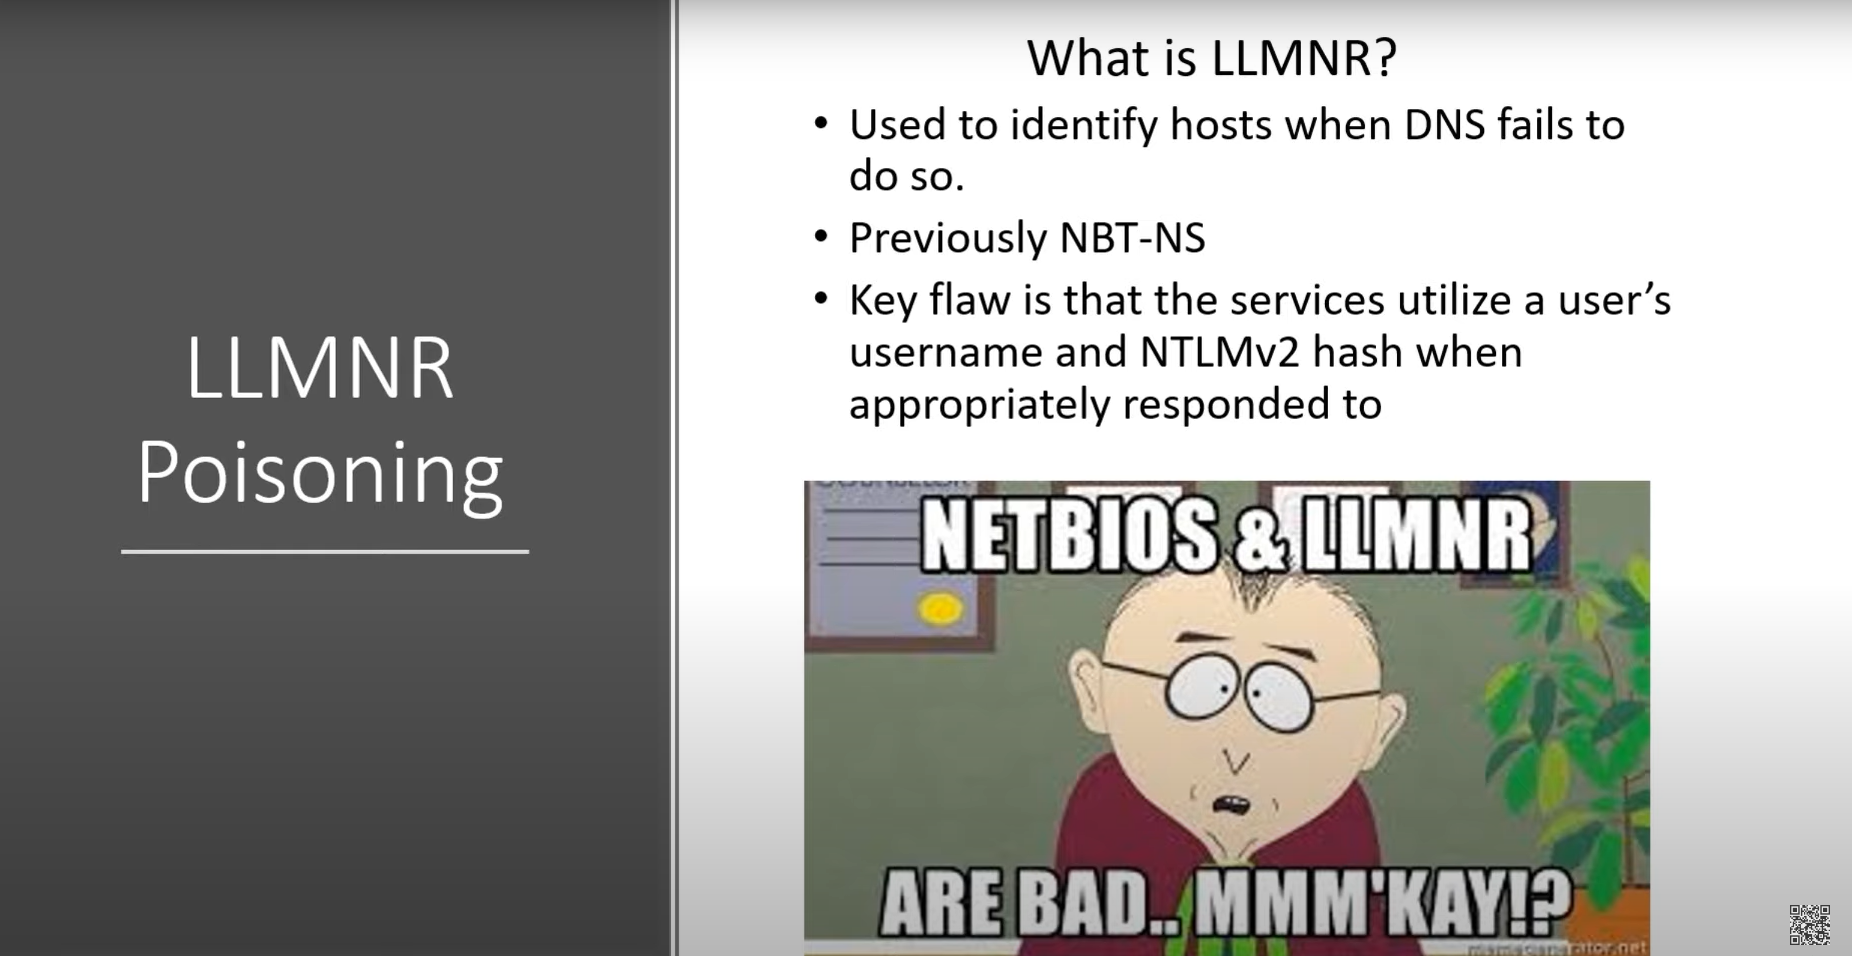 What is LLMNR?
• Used to identify hosts when DNS fails to
do so.
• Previously NBT-NS
• Key flaw is that the services utilize a user’s
username and NTLMv2 hash when
appropriately responded to
LLMNR
Poisoning
COUNSELOR
NETBIOS & LLMNR
ARE BAD.. MMM'KAY!?
memegenerator.net